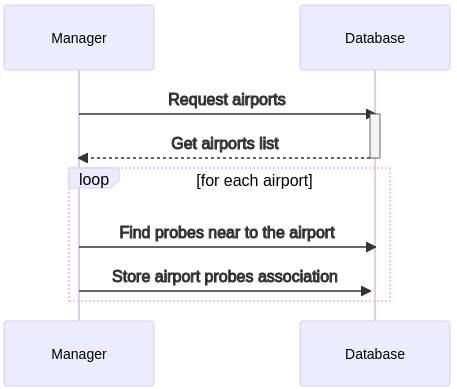 Manager
Database
Request airports
Get airports list
loop
[for each airport]
Find probes near to the airport
Store airport probes association
Manager
Database